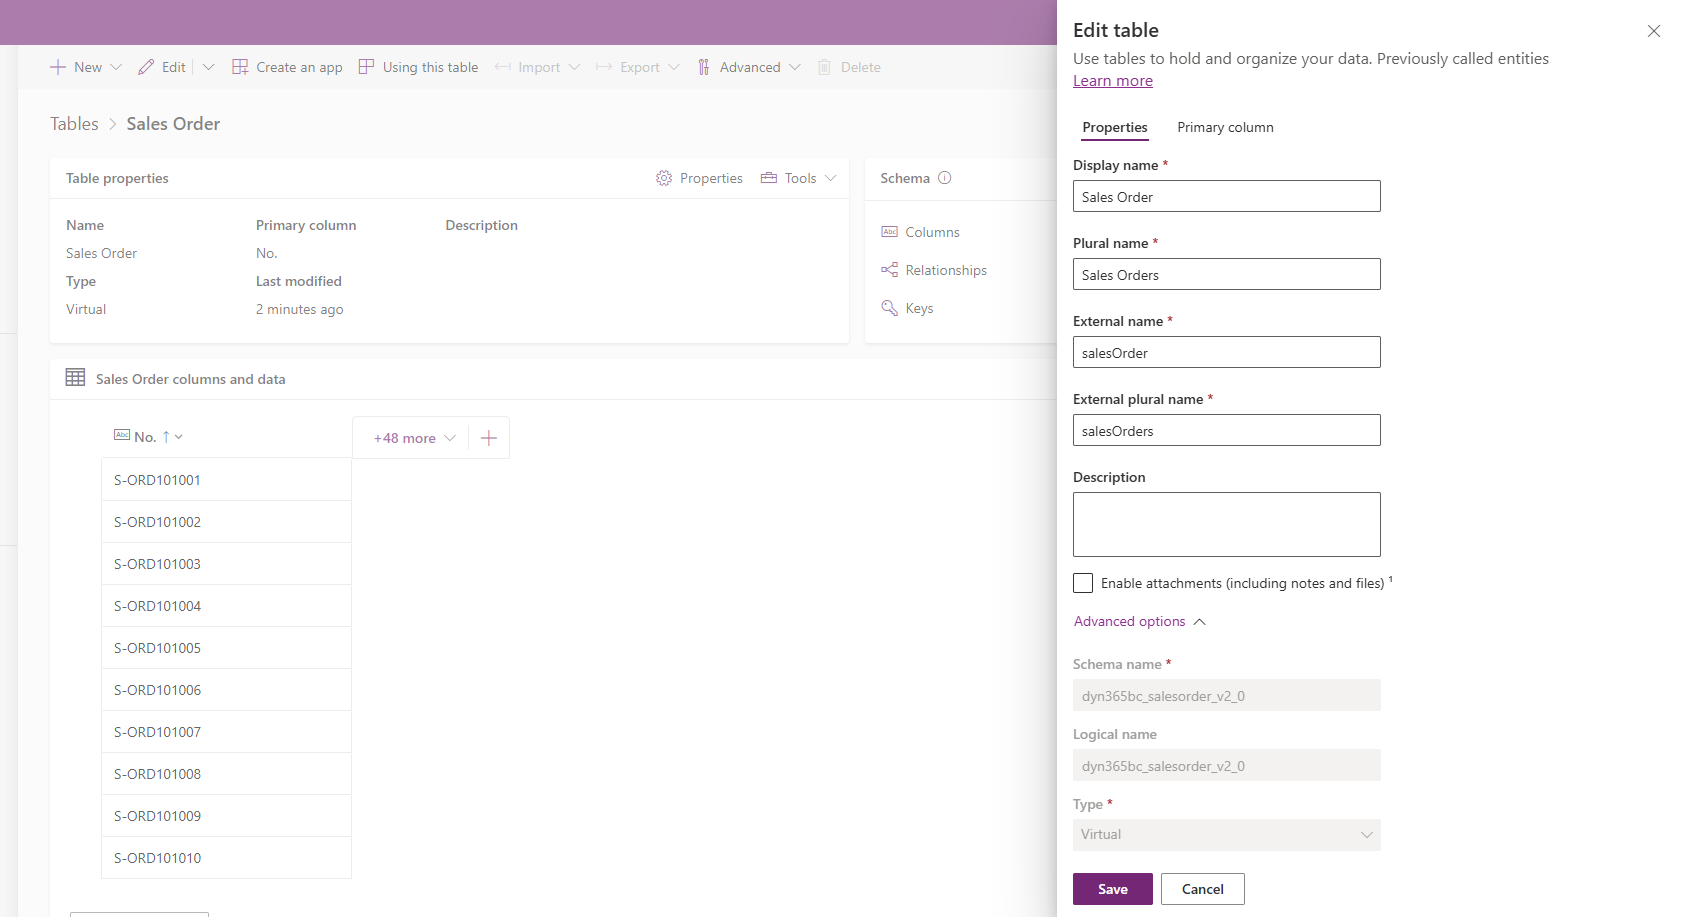 New
Edit
Create an app
Using this table
Import
Export
Advanced
Delete
Tables > Sales Order
Table properties
Properties
Tools
Name
Primary column
Description
Sales Order
No.
Type
Last modified
Virtual
2 minutes ago
Schema
Abc Columns
Relationships
Keys
Sales Order columns and data
Abc No. ↑
+48 more
S-ORD101001
S-ORD101002
S-ORD101003
S-ORD101004
S-ORD101005
S-ORD101006
S-ORD101007
S-ORD101008
S-ORD101009
S-ORD101010
Edit table
Use tables to hold and organize your data. Previously called entities
Learn more
Properties
Primary column
Display name *
Sales Order
Plural name *
Sales Orders
External name *
salesOrder
External plural name *
salesOrders
Description
Enable attachments (including notes and files) ¹
Advanced options
Schema name *
dyn365bc_salesorder_v2_0
Logical name
dyn365bc_salesorder_v2_0
Type *
Virtual
Save
Cancel